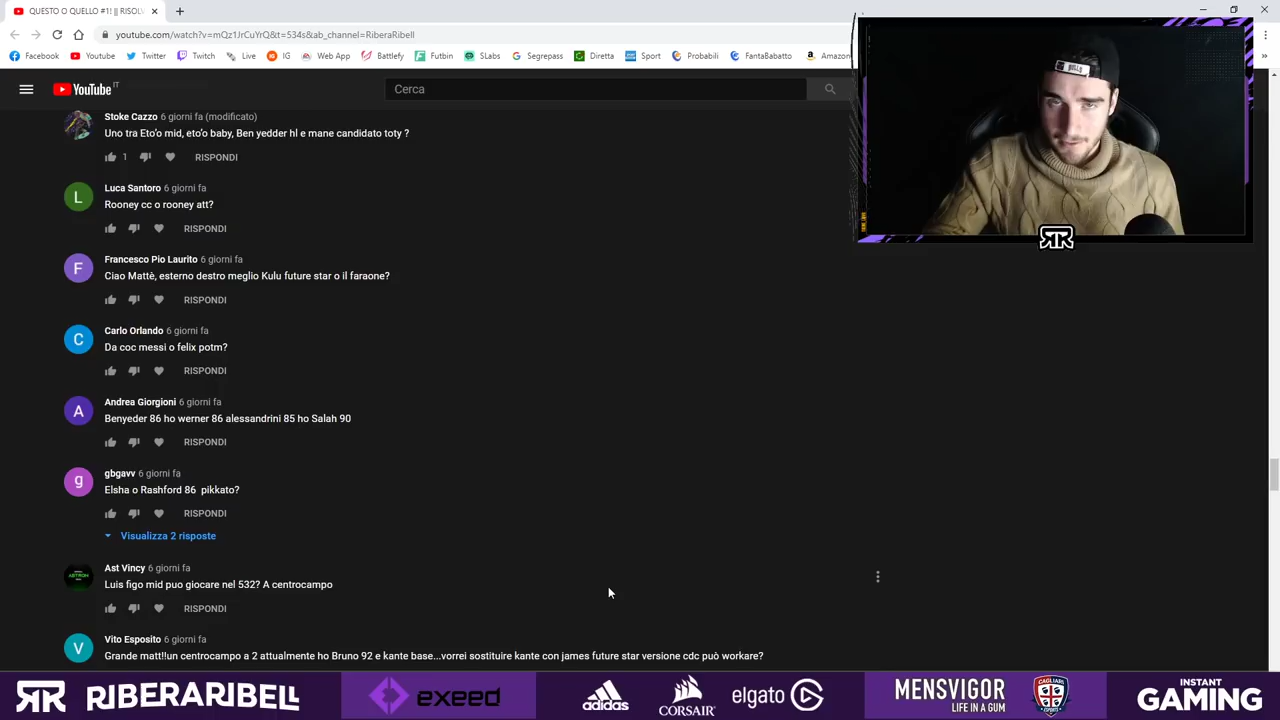 QUESTO O QUELLO #1! || RISOLV
youtube.com/watch?v=mQz1JrCuYrQ&t=534s&ab_channel=RiberaRibell
Facebook Youtube Twitter Twitch Live IG Web App Battlefy Futbin SLabs Segrepass Diretta Sport Probabili FantaBabatto Amazon
YouTube IT
Cerca
Stoke Cazzo 6 giorni fa (modificato)
Uno tra Eto'o mid, eto'o baby, Ben yedder hl e mane candidato toty ?
1 RISPONDI
Luca Santoro 6 giorni fa
Rooney cc o rooney att?
RISPONDI
Francesco Pio Laurito 6 giorni fa
Ciao Mattè, esterno destro meglio Kulu future star o il faraone?
RISPONDI
Carlo Orlando 6 giorni fa
Da coc messi o felix potm?
RISPONDI
Andrea Giorgioni 6 giorni fa
Benyeder 86 ho werner 86 alessandrini 85 ho Salah 90
RISPONDI
gbgavv 6 giorni fa
Elsha o Rashford 86 pikkato?
RISPONDI
Visualizza 2 risposte
Ast Vincy 6 giorni fa
Luis figo mid puo giocare nel 532? A centrocampo
RISPONDI
Vito Esposito 6 giorni fa
Grande matt!!un centrocampo a 2 attualmente ho Bruno 92 e kante base...vorrei sostituire kante con james future star versione cdc può workare?
RR RIBERARIBELL exeed adidas CORSAIR elgato MENSVIGOR LIFE IN A GUM CAGLIARI ESPORTS INSTANT GAMING